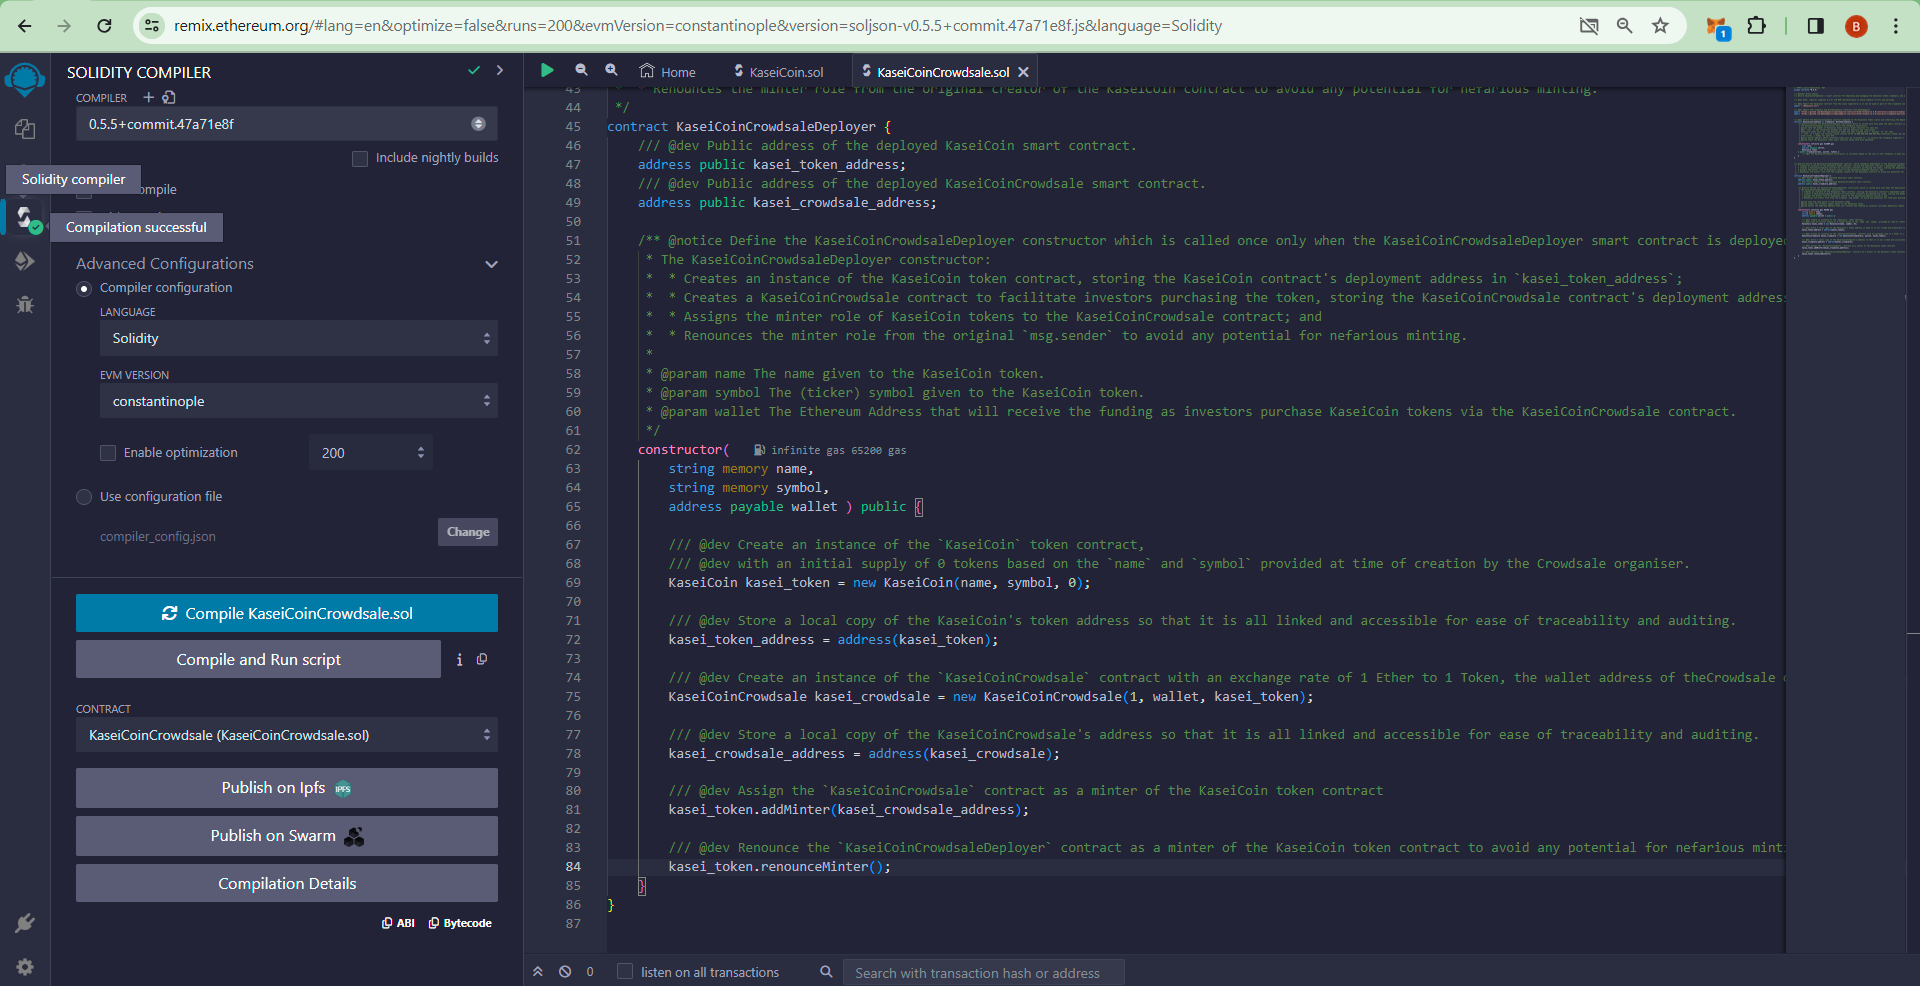 remix.ethereum.org/#lang=en&optimize=false&runs=200&evmVersion=constantinople&version=soljson-v0.5.5+commit.47a71e8f.js&language=Solidity
1
B
SOLIDITY COMPILER
COMPILER
0.5.5+commit.47a71e8f
Include nightly builds
Solidity compiler
ompile
Compilation successful
Advanced Configurations
Compiler configuration
LANGUAGE
Solidity
EVM VERSION
constantinople
Enable optimization
200
Use configuration file
compiler_config.json
Change
Compile KaseiCoinCrowdsale.sol
Compile and Run script
CONTRACT
KaseiCoinCrowdsale (KaseiCoinCrowdsale.sol)
Publish on Ipfs
IPFS
Publish on Swarm
Compilation Details
ABI
Bytecode
Home
KaseiCoin.sol
KaseiCoinCrowdsale.sol
43 * Renounces the minter role from the original creator of the KaseiCoin contract to avoid any potential for nefarious minting.
44 */
45 contract KaseiCoinCrowdsaleDeployer {
46 /// @dev Public address of the deployed KaseiCoin smart contract.
47 address public kasei_token_address;
48 /// @dev Public address of the deployed KaseiCoinCrowdsale smart contract.
49 address public kasei_crowdsale_address;
50
51 /** @notice Define the KaseiCoinCrowdsaleDeployer constructor which is called once only when the KaseiCoinCrowdsaleDeployer smart contract is deploye
52 * The KaseiCoinCrowdsaleDeployer constructor:
53 * * Creates an instance of the KaseiCoin token contract, storing the KaseiCoin contract's deployment address in `kasei_token_address`;
54 * * Creates a KaseiCoinCrowdsale contract to facilitate investors purchasing the token, storing the KaseiCoinCrowdsale contract's deployment addres
55 * * Assigns the minter role of KaseiCoin tokens to the KaseiCoinCrowdsale contract; and
56 * * Renounces the minter role from the original `msg.sender` to avoid any potential for nefarious minting.
57 *
58 * @param name The name given to the KaseiCoin token.
59 * @param symbol The (ticker) symbol given to the KaseiCoin token.
60 * @param wallet The Ethereum Address that will receive the funding as investors purchase KaseiCoin tokens via the KaseiCoinCrowdsale contract.
61 */
62 constructor( infinite gas 65200 gas
63 string memory name,
64 string memory symbol,
65 address payable wallet ) public {
66
67 /// @dev Create an instance of the `KaseiCoin` token contract,
68 /// @dev with an initial supply of 0 tokens based on the `name` and `symbol` provided at time of creation by the Crowdsale organiser.
69 KaseiCoin kasei_token = new KaseiCoin(name, symbol, 0);
70
71 /// @dev Store a local copy of the KaseiCoin's token address so that it is all linked and accessible for ease of traceability and auditing.
72 kasei_token_address = address(kasei_token);
73
74 /// @dev Create an instance of the `KaseiCoinCrowdsale` contract with an exchange rate of 1 Ether to 1 Token, the wallet address of theCrowdsale
75 KaseiCoinCrowdsale kasei_crowdsale = new KaseiCoinCrowdsale(1, wallet, kasei_token);
76
77 /// @dev Store a local copy of the KaseiCoinCrowdsale's address so that it is all linked and accessible for ease of traceability and auditing.
78 kasei_crowdsale_address = address(kasei_crowdsale);
79
80 /// @dev Assign the `KaseiCoinCrowdsale` contract as a minter of the KaseiCoin token contract
81 kasei_token.addMinter(kasei_crowdsale_address);
82
83 /// @dev Renounce the `KaseiCoinCrowdsaleDeployer` contract as a minter of the KaseiCoin token contract to avoid any potential for nefarious minti
84 kasei_token.renounceMinter();
85 }
86 }
87
0
listen on all transactions
Search with transaction hash or address